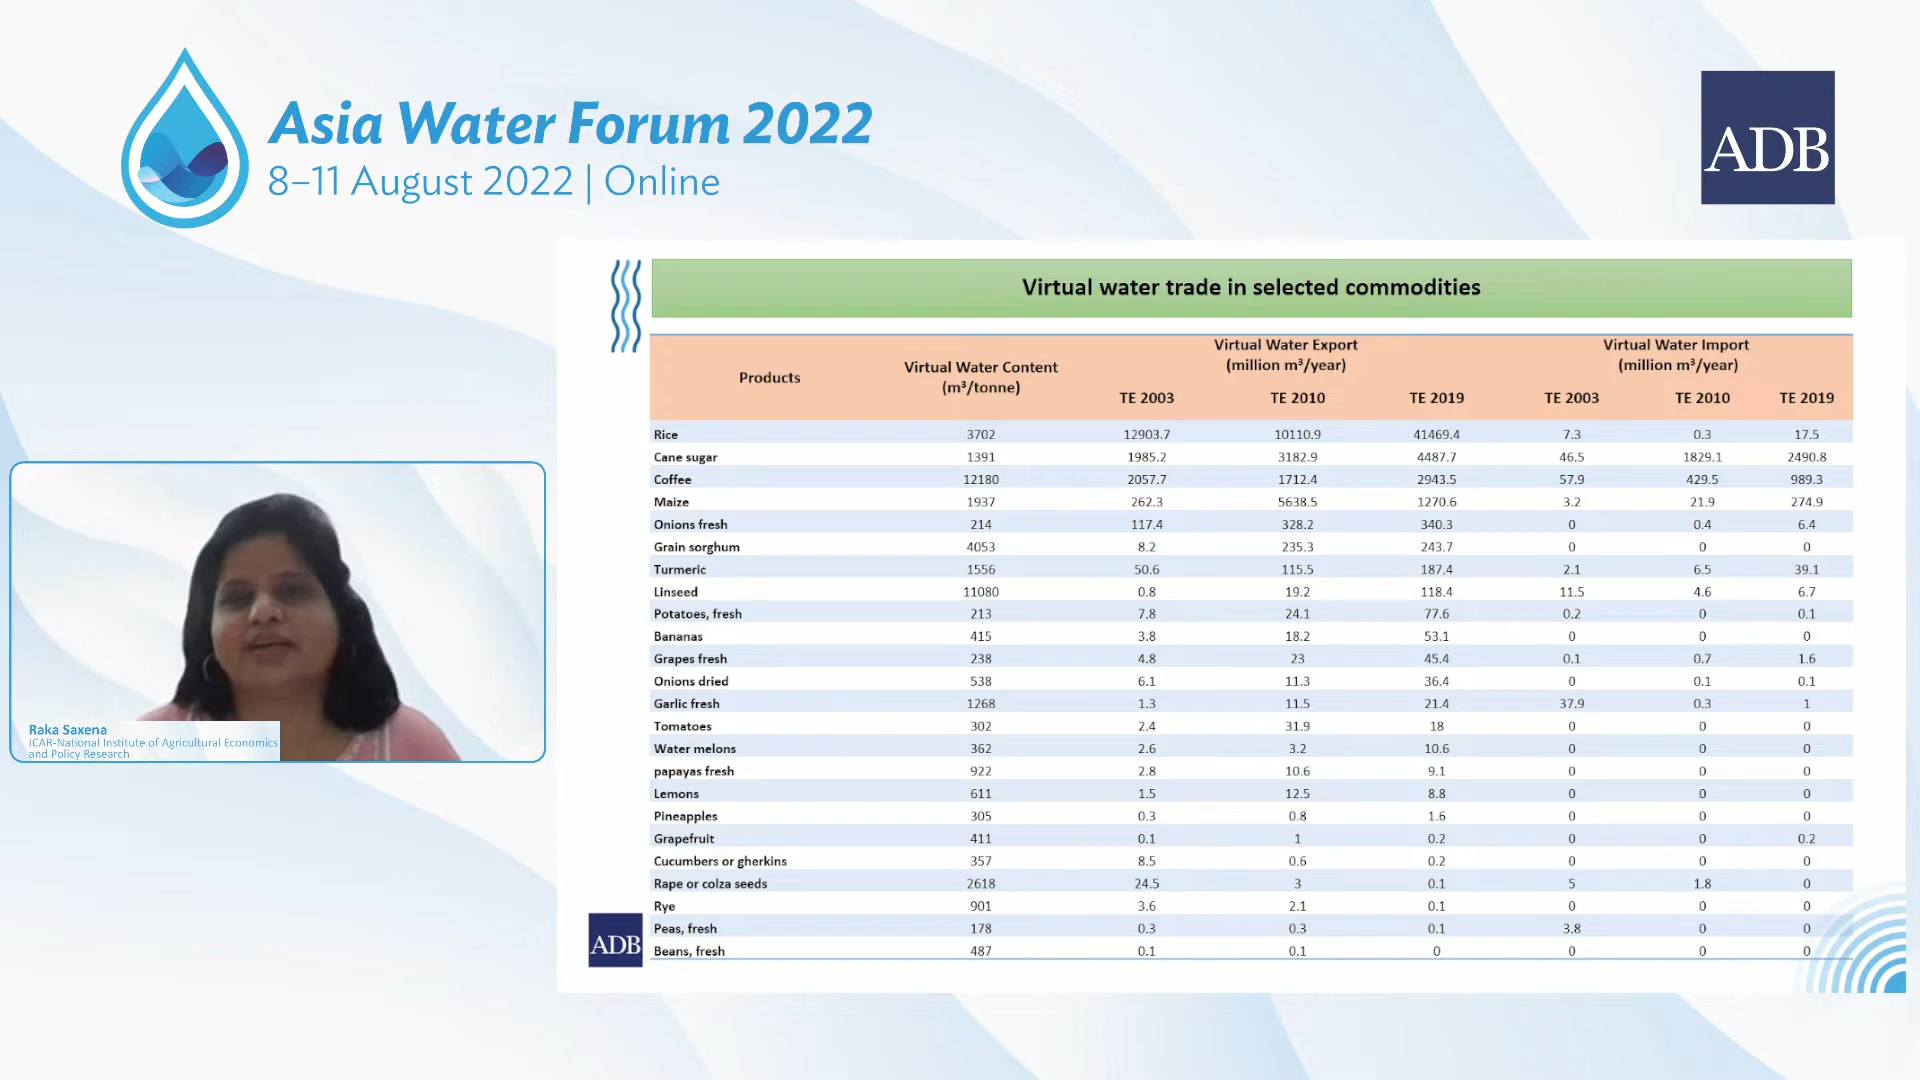 Asia Water Forum 2022
8–11 August 2022 | Online
ADB
Virtual water trade in selected commodities
Products Virtual Water Content (m³/tonne) Virtual Water Export (million m³/year) Virtual Water Import (million m³/year)
TE 2003 TE 2010 TE 2019 TE 2003 TE 2010 TE 2019
Rice 3702 12903.7 10110.9 41469.4 7.3 0.3 17.5
Cane sugar 1391 1985.2 3182.9 4487.7 46.5 1829.1 2490.8
Coffee 12180 2057.7 1712.4 2943.5 57.9 429.5 989.3
Maize 1937 262.3 5638.5 1270.6 3.2 21.9 274.9
Onions fresh 214 117.4 328.2 340.3 0 0.4 6.4
Grain sorghum 4053 8.2 235.3 243.7 0 0 0
Turmeric 1556 50.6 115.5 187.4 2.1 6.5 39.1
Linseed 11080 0.8 19.2 118.4 11.5 4.6 6.7
Potatoes, fresh 213 7.8 24.1 77.6 0.2 0 0.1
Bananas 415 3.8 18.2 53.1 0 0 0
Grapes fresh 238 4.8 23 45.4 0.1 0.7 1.6
Onions dried 538 6.1 11.3 36.4 0 0.1 0.1
Garlic fresh 1268 1.3 11.5 21.4 37.9 0.3 1
Tomatoes 302 2.4 31.9 18 0 0 0
Water melons 362 2.6 3.2 10.6 0 0 0
papayas fresh 922 2.8 10.6 9.1 0 0 0
Lemons 611 1.5 12.5 8.8 0 0 0
Pineapples 305 0.3 0.8 1.6 0 0 0
Grapefruit 411 0.1 1 0.2 0 0 0.2
Cucumbers or gherkins 357 8.5 0.6 0.2 0 0 0
Rape or colza seeds 2618 24.5 3 0.1 5 1.8 0
Rye 901 3.6 2.1 0.1 0 0 0
Peas, fresh 178 0.3 0.3 0.1 3.8 0 0
Beans, fresh 487 0.1 0.1 0 0 0 0
ADB
Raka Saxena
ICAR-National Institute of Agricultural Economics
and Policy Research